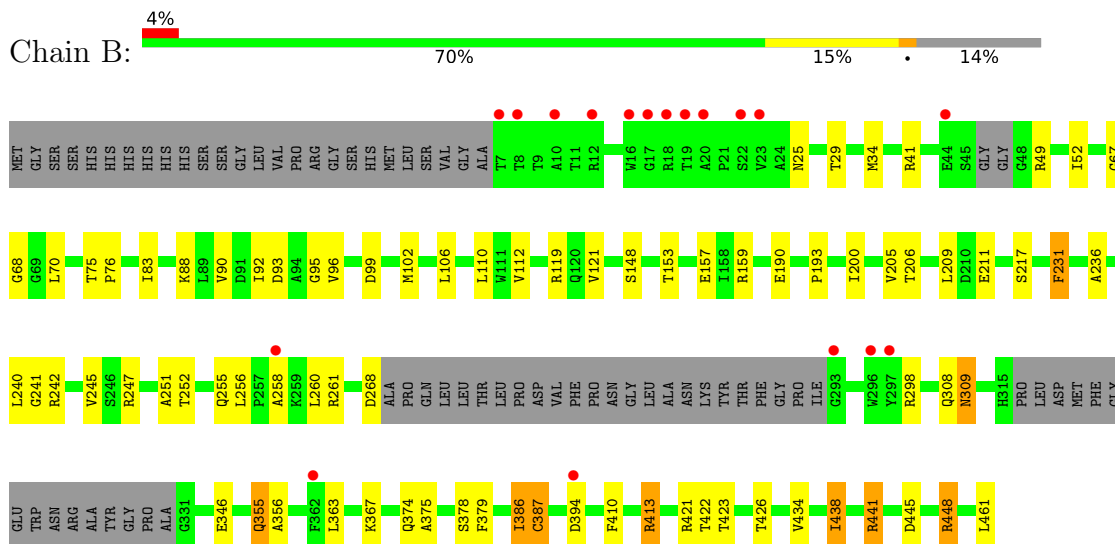 4%
Chain B:
70% 15% • 14%
MET GLY SER SER HIS HIS HIS HIS HIS HIS SER SER GLY LEU VAL PRO ARG GLY SER HIS MET LEU SER VAL GLY ALA T7 T8 T9 A10 T11 R12 W16 G17 R18 T19 A20 P21 S22 V23 A24 N25 T29 M34 R41 E44 S45 GLY GLY G48 R49 I52 G67
G68 G69 L70 T75 P76 I83 K88 L89 V90 D91 I92 D93 A94 G95 V96 D99 M102 L106 L110 W111 V112 R119 Q120 V121 S148 T153 E157 I158 R159 E190 P193 I200 V205 T206 L209 D210 E211 S217 F231 A236
L240 G241 R242 V245 S246 R247 A251 T252 Q255 L256 P257 A258 K259 L260 R261 D268 ALA PRO GLN LEU LEU THR LEU PRO ASP VAL PHE PRO ASN GLY LEU ALA ASN LYS TYR THR PHE GLY PRO ILE G293 W296 Y297 R298 Q308 N309 H315 PRO LEU ASP MET PHE GLY
GLU TRP ASN ARG ALA TYR GLY PRO ALA G331 E346 Q355 A356 F362 L363 K367 Q374 A375 S378 F379 I386 C387 D394 F410 R413 R421 T422 T423 T426 V434 I438 R441 D445 R448 L461